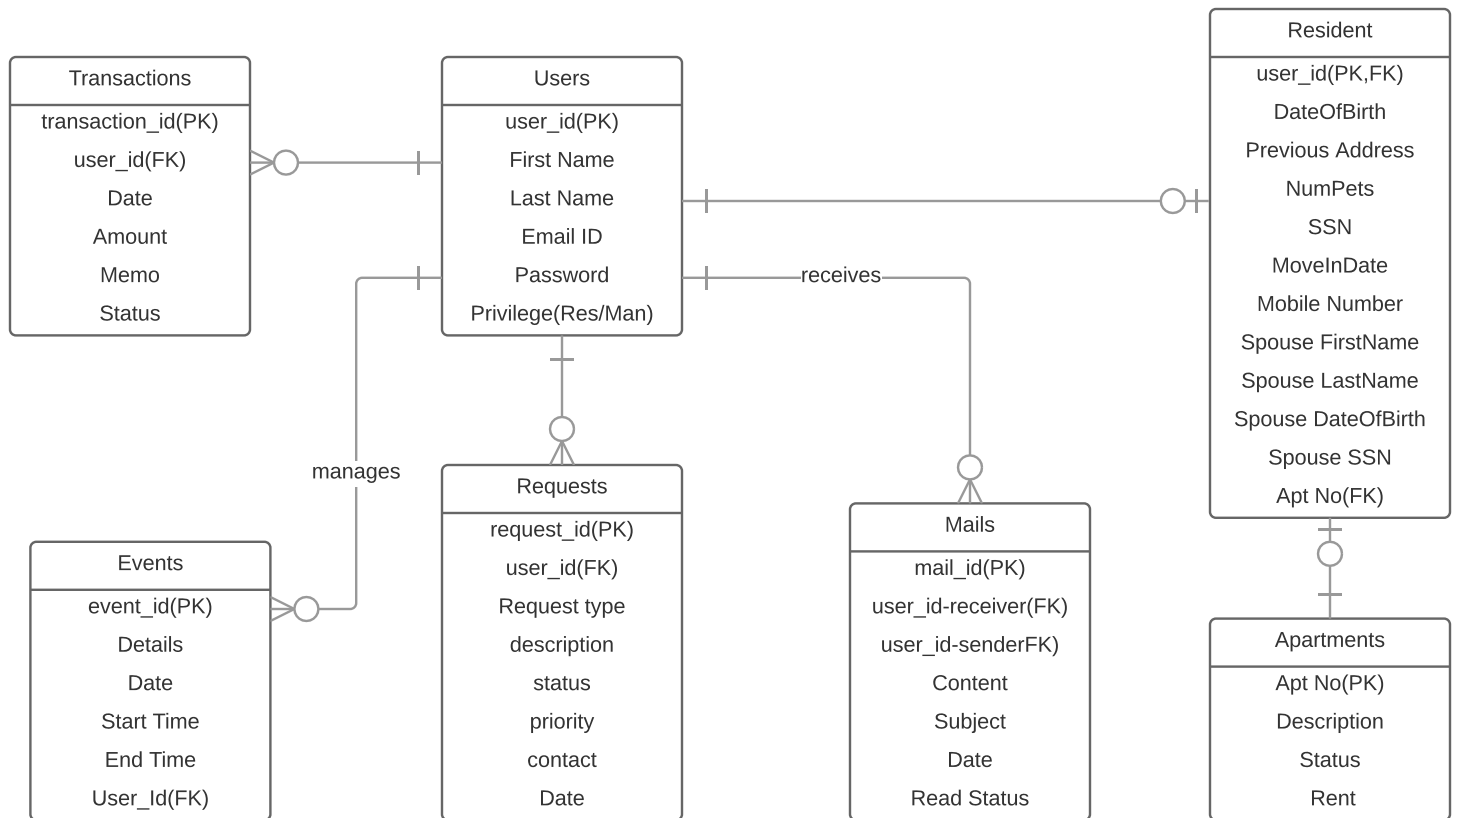 Transactions
transaction_id(PK)
user_id(FK)
Date
Amount
Memo
Status
Users
user_id(PK)
First Name
Last Name
Email ID
Password
Privilege(Res/Man)
Resident
user_id(PK,FK)
DateOfBirth
Previous Address
NumPets
SSN
MoveInDate
Mobile Number
Spouse FirstName
Spouse LastName
Spouse DateOfBirth
Spouse SSN
Apt No(FK)
receives
manages
Events
event_id(PK)
Details
Date
Start Time
End Time
User_Id(FK)
Requests
request_id(PK)
user_id(FK)
Request type
description
status
priority
contact
Date
Mails
mail_id(PK)
user_id-receiver(FK)
user_id-senderFK)
Content
Subject
Date
Read Status
Apartments
Apt No(PK)
Description
Status
Rent